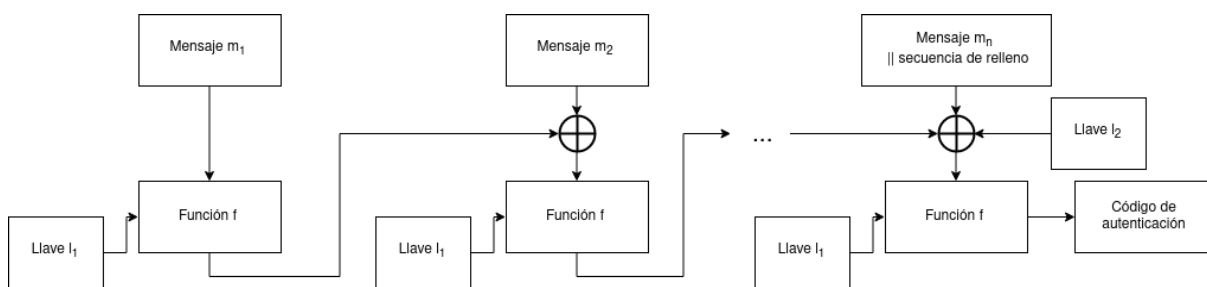 Mensaje m1
Mensaje m2
Mensaje mn
|| secuencia de relleno
...
Llave l2
Función f
Función f
Función f
Código de
autenticación
Llave l1
Llave l1
Llave l1